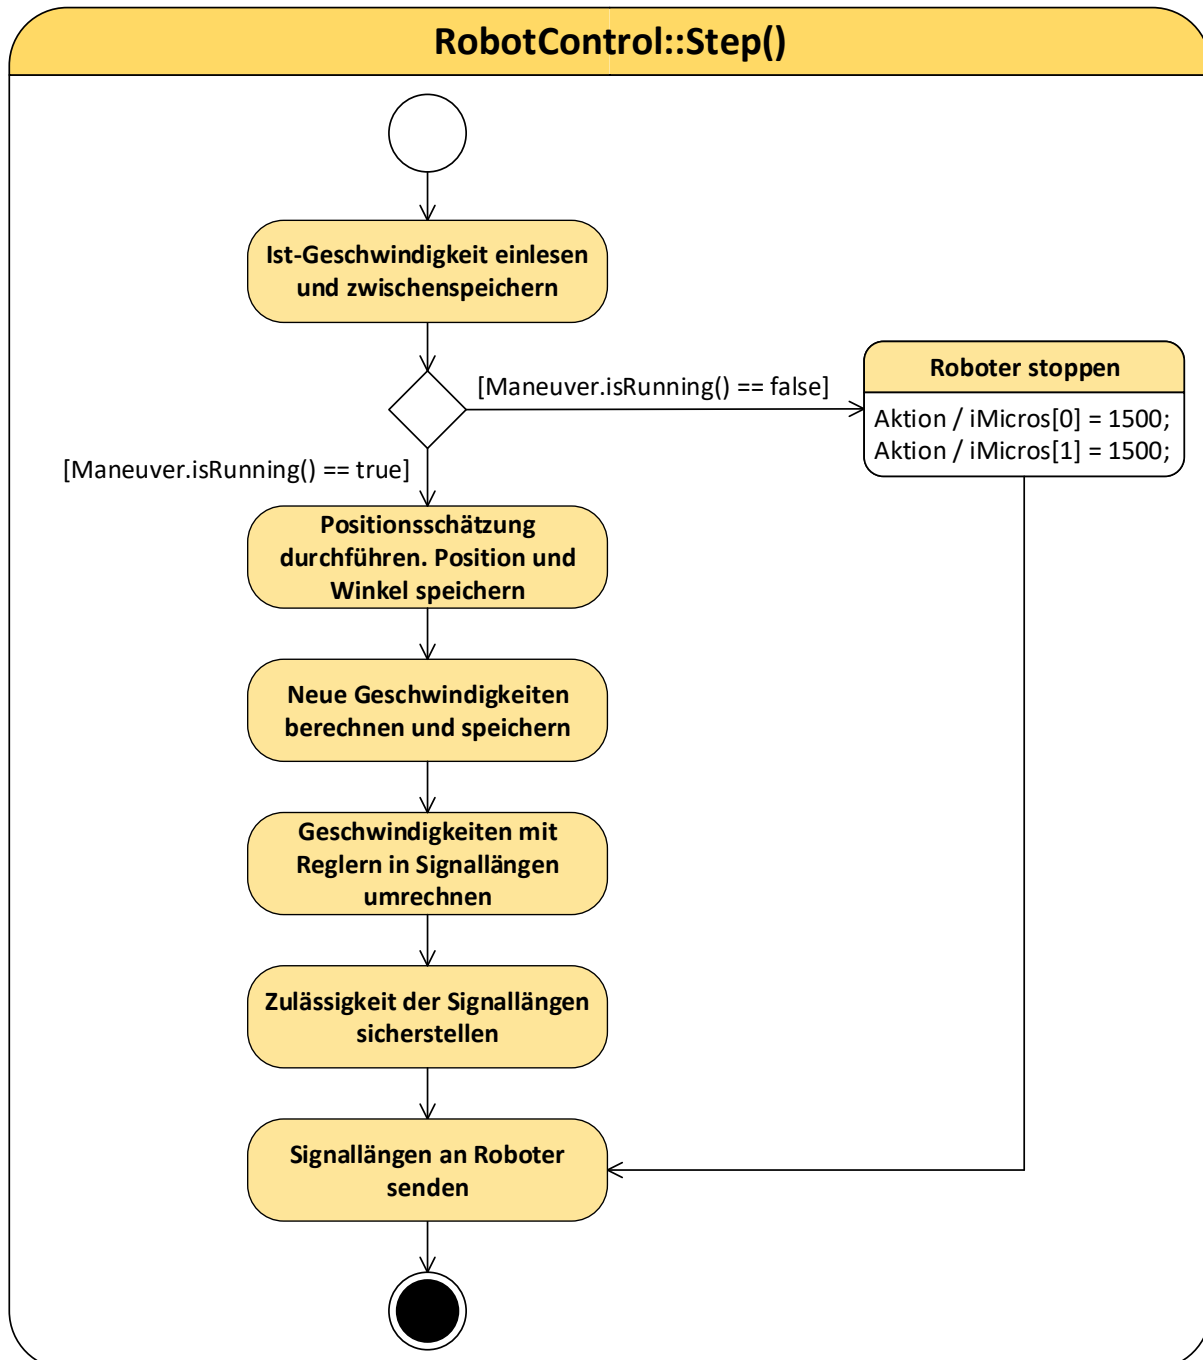 RobotControl::Step()
Ist-Geschwindigkeit einlesen
und zwischenspeichern
[Maneuver.isRunning() == false]
Roboter stoppen
Aktion / iMicros[0] = 1500;
Aktion / iMicros[1] = 1500;
[Maneuver.isRunning() == true]
Positionsschätzung
durchführen. Position und
Winkel speichern
Neue Geschwindigkeiten
berechnen und speichern
Geschwindigkeiten mit
Reglern in Signallängen
umrechnen
Zulässigkeit der Signallängen
sicherstellen
Signallängen an Roboter
senden